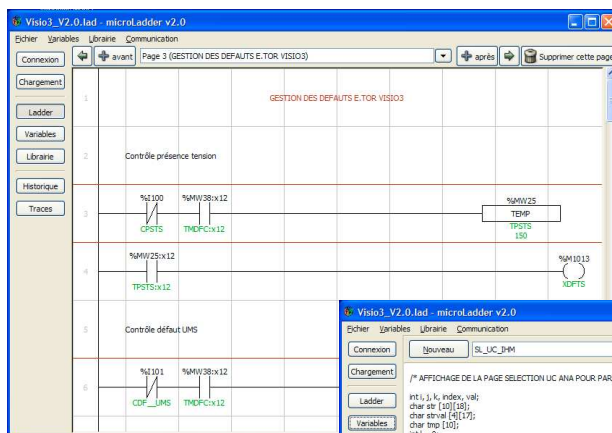 Visio3_V2.0.lad - microLadder v2.0
Fichier Variables Librairie Communication
Connexion
avant
Page 3 (GESTION DES DEFAUTS E.TOR VISIO3)
après
Supprimer cette page
Chargement
Ladder
Variables
Librairie
Historique
Traces
1
GESTION DES DEFAUTS E.TOR VISIO3
2
Contrôle présence tension
%I100 %MW38:x12 %MW25
3
TEMP
CPSTS TMDFC:x12 TPSTS
150
%MW25:x12 %M1013
4
TPSTS:x12 XDFTS
5
Contrôle défaut UMS
%I101 %MW38:x12
6
CDF__UMS TMDFC:x12
Visio3_V2.0.lad - microLadder v2.0
Fichier Variables Librairie Communication
Connexion
Nouveau
SL_UC_IHM
Chargement
/* AFFICHAGE DE LA PAGE SELECTION UC ANA POUR PAR
Ladder
Variables
int i, j, k, index, val;
char str [10][18];
char strval [4][17];
char tmp [10];